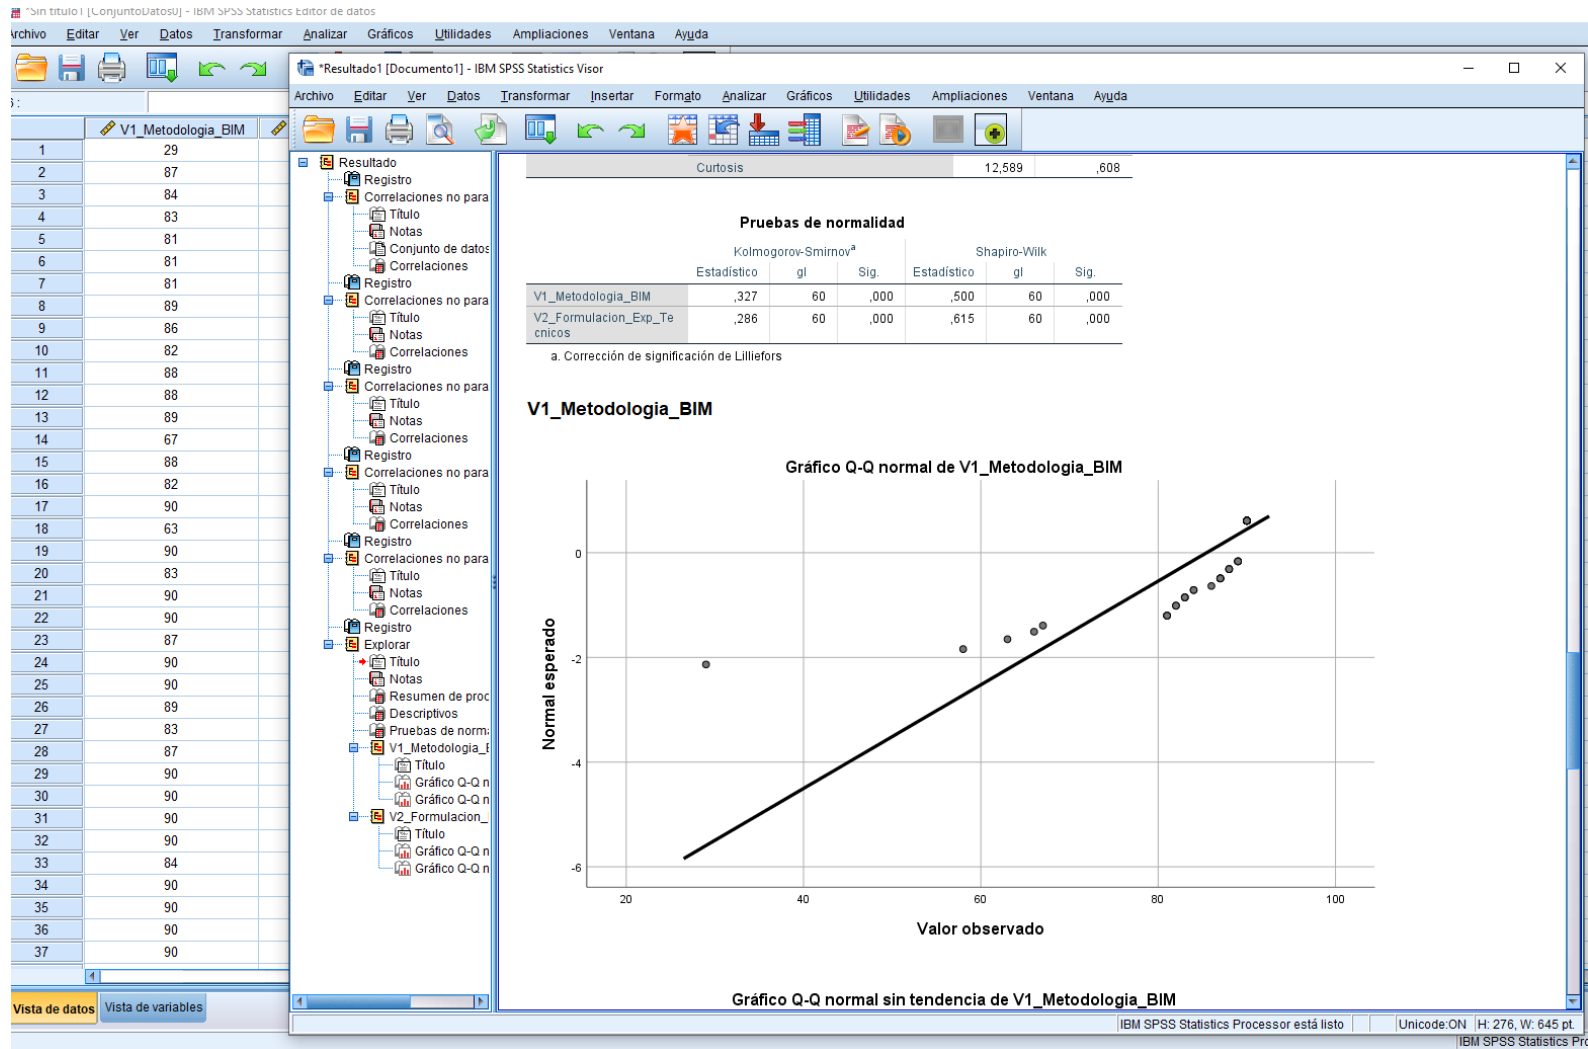 *Sin título1 [ConjuntoDatos0] - IBM SPSS Statistics Editor de datos
Archivo Editar Ver Datos Transformar Analizar Gráficos Utilidades Ampliaciones Ventana Ayuda
V1_Metodologia_BIM
1 29
2 87
3 84
4 83
5 81
6 81
7 81
8 89
9 86
10 82
11 88
12 88
13 89
14 67
15 88
16 82
17 90
18 63
19 90
20 83
21 90
22 90
23 87
24 90
25 90
26 89
27 83
28 87
29 90
30 90
31 90
32 90
33 84
34 90
35 90
36 90
37 90
Vista de datos Vista de variables
*Resultado1 [Documento1] - IBM SPSS Statistics Visor
Archivo Editar Ver Datos Transformar Insertar Formato Analizar Gráficos Utilidades Ampliaciones Ventana Ayuda
Resultado
Registro
Correlaciones no para
Título
Notas
Conjunto de datos
Correlaciones
Registro
Correlaciones no para
Título
Notas
Correlaciones
Registro
Correlaciones no para
Título
Notas
Correlaciones
Registro
Correlaciones no para
Título
Notas
Correlaciones
Registro
Correlaciones no para
Título
Notas
Correlaciones
Registro
Explorar
Título
Notas
Resumen de proc
Descriptivos
Pruebas de norma
V1_Metodologia_B
Título
Gráfico Q-Q n
Gráfico Q-Q n
V2_Formulacion_
Título
Gráfico Q-Q n
Gráfico Q-Q n
Curtosis 12,589 ,608
Pruebas de normalidad
Kolmogorov-Smirnovª Shapiro-Wilk
Estadístico gl Sig. Estadístico gl Sig.
V1_Metodologia_BIM ,327 60 ,000 ,500 60 ,000
V2_Formulacion_Exp_Te ,286 60 ,000 ,615 60 ,000
cnicos
a. Corrección de significación de Lilliefors
V1_Metodologia_BIM
Gráfico Q-Q normal de V1_Metodologia_BIM
Normal esperado
0
-2
-4
-6
20 40 60 80 100
Valor observado
Gráfico Q-Q normal sin tendencia de V1_Metodologia_BIM
IBM SPSS Statistics Processor está listo Unicode:ON H: 276, W: 645 pt.
IBM SPSS Statistics Pr